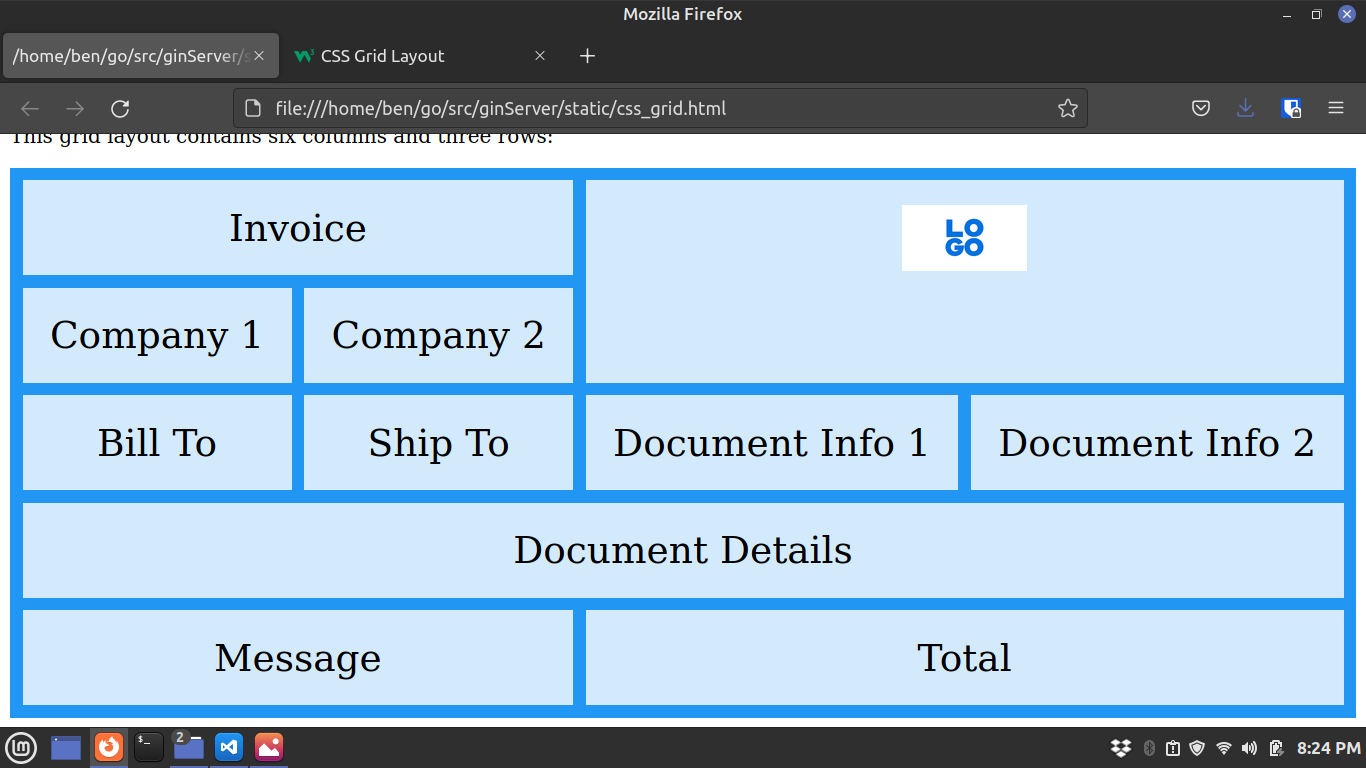 Mozilla Firefox
/home/ben/go/src/ginServer/s
CSS Grid Layout
file:///home/ben/go/src/ginServer/static/css_grid.html
This grid layout contains six columns and three rows:
Invoice
LO
GO
Company 1 Company 2
Bill To Ship To Document Info 1 Document Info 2
Document Details
Message Total
$_
2
8:24 PM